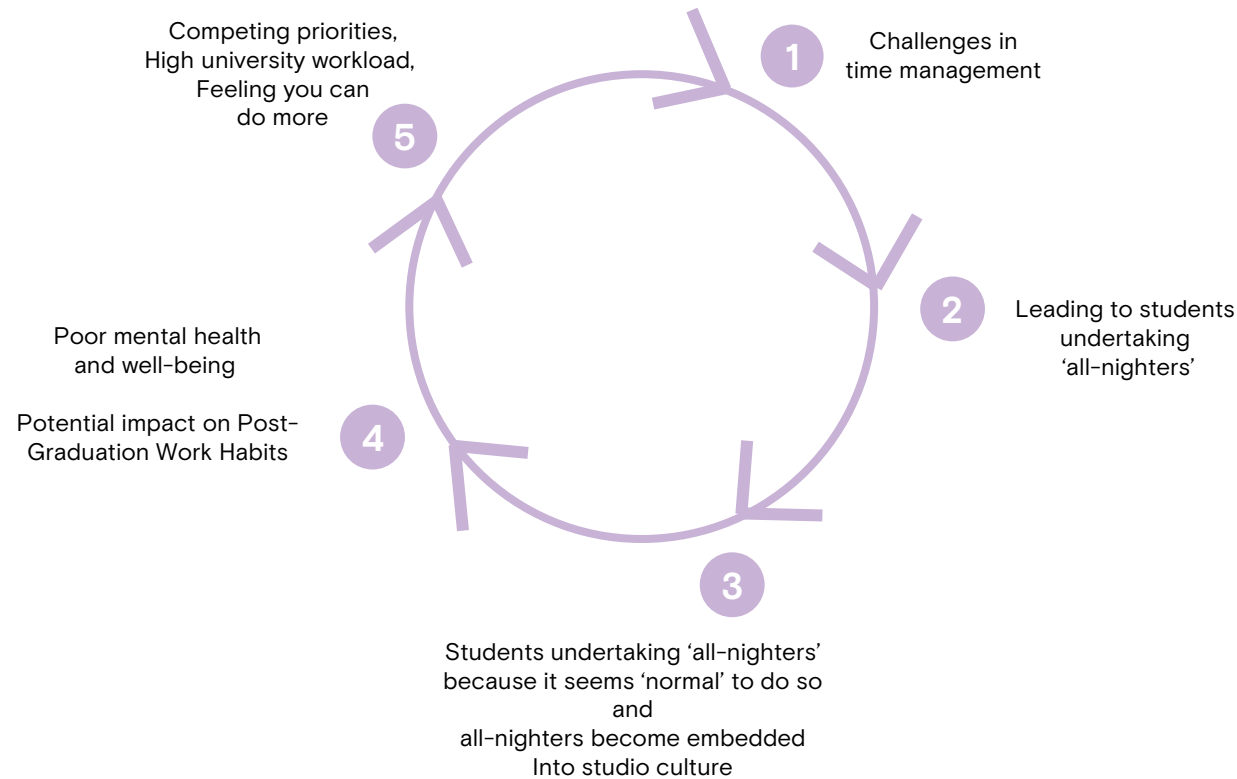 1
Challenges in
time management
2
Leading to students
undertaking
‘all-nighters’
3
Students undertaking ‘all-nighters’
because it seems ‘normal’ to do so
and
all-nighters become embedded
Into studio culture
4
Poor mental health
and well-being
Potential impact on Post-
Graduation Work Habits
5
Competing priorities,
High university workload,
Feeling you can
do more